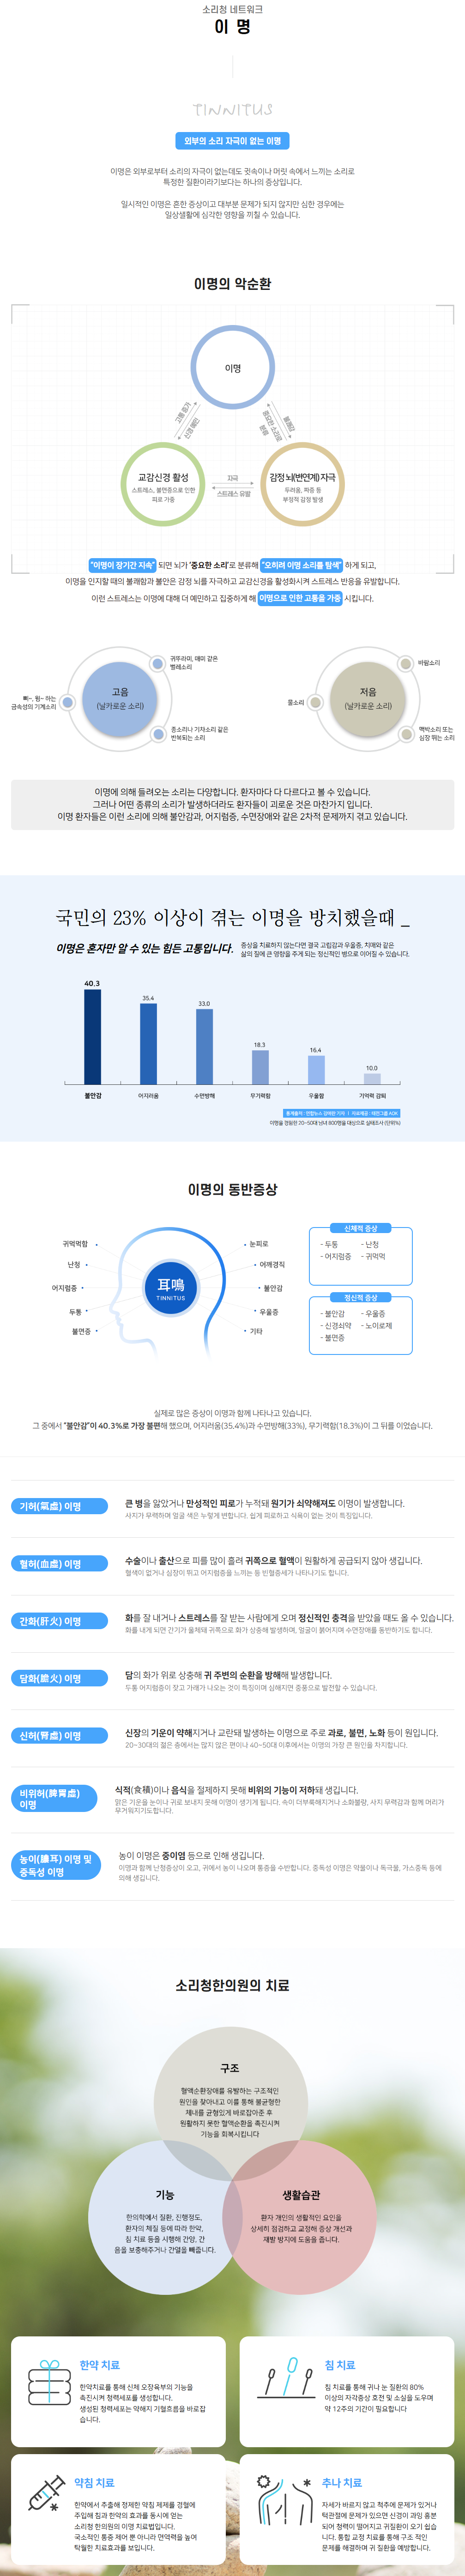 소리청 네트워크
이 명
TINNITUS
외부의 소리 자극이 없는 이명
이명은 외부로부터 소리의 자극이 없는데도 귓속이나 머릿 속에서 느끼는 소리로
특정한 질환이라기보다는 하나의 증상입니다.
일시적인 이명은 흔한 증상이고 대부분 문제가 되지 않지만 심한 경우에는
일상생활에 심각한 영향을 끼칠 수 있습니다.
이명의 악순환
이명
고통 증가
신경 예민
불쾌감
중요한 소리로
분류
교감신경 활성
스트레스, 불면증으로 인한
피로 가중
자극
스트레스 유발
감정 뇌(변연계) 자극
두려움, 짜증 등
부정적 감정 발생
"이명이 장기간 지속" 되면 뇌가 '중요한 소리'로 분류해 "오히려 이명 소리를 탐색" 하게 되고,
이명을 인지할 때의 불쾌함과 불안은 감정 뇌를 자극하고 교감신경을 활성화시켜 스트레스 반응을 유발합니다.
이런 스트레스는 이명에 대해 더 예민하고 집중하게 해 이명으로 인한 고통을 가중 시킵니다.
고음
(날카로운 소리)
귀뚜라미, 매미 같은
벌레소리
삐~, 윙~ 하는
금속성의 기계소리
종소리나 기차소리 같은
반복되는 소리
저음
(날카로운 소리)
바람소리
물소리
맥박소리 또는
심장 뛰는 소리
이명에 의해 들려오는 소리는 다양합니다. 환자마다 다 다르다고 볼 수 있습니다.
그러나 어떤 종류의 소리가 발생하더라도 환자들이 괴로운 것은 마찬가지 입니다.
이명 환자들은 이런 소리에 의해 불안감과, 어지럼증, 수면장애와 같은 2차적 문제까지 겪고 있습니다.
국민의 23% 이상이 겪는 이명을 방치했을때 _
이명은 혼자만 알 수 있는 힘든 고통입니다.
증상을 치료하지 않는다면 결국 고립감과 우울증, 치매와 같은
삶의 질에 큰 영향을 주게 되는 정신적인 병으로 이어질 수 있습니다.
40.3
35.4
33.0
18.3
16.4
10.0
불안감
어지러움
수면방해
무기력함
우울함
기억력 감퇴
이명을 경험한 20~50대 남녀 800명을 대상으로 실태조사 (단위%)
이명의 동반증상
귀먹먹함
난청
어지럼증
두통
불면증
耳鳴
TINNITUS
눈피로
어깨경직
불안감
우울증
기타
신체적 증상
- 두통
- 난청
- 어지럼증
- 귀먹먹
정신적 증상
- 불안감
- 우울증
- 신경쇠약
- 노이로제
- 불면증
실제로 많은 증상이 이명과 함께 나타나고 있습니다.
그 중에서 "불안감"이 40.3%로 가장 불편해 했으며, 어지러움(35.4%)과 수면방해(33%), 무기력함(18.3%)이 그 뒤를 이었습니다.
기허(氣虛) 이명
큰 병을 앓았거나 만성적인 피로가 누적돼 원기가 쇠약해져도 이명이 발생합니다.
사지가 무력하며 얼굴 색은 누렇게 변합니다. 쉽게 피로하고 식욕이 없는 것이 특징입니다.
혈허(血虛) 이명
수술이나 출산으로 피를 많이 흘려 귀쪽으로 혈액이 원활하게 공급되지 않아 생깁니다.
혈색이 없거나 심장이 뛰고 어지럼증을 느끼는 등 빈혈증세가 나타나기도 합니다.
간화(肝火) 이명
화를 잘 내거나 스트레스를 잘 받는 사람에게 오며 정신적인 충격을 받았을 때도 올 수 있습니다.
화를 내게 되면 간기가 울체돼 귀쪽으로 화가 상충해 발생하며, 얼굴이 붉어지며 수면장애를 동반하기도 합니다.
담화(膽火) 이명
담의 화가 위로 상충해 귀 주변의 순환을 방해해 발생합니다.
두통 어지럼증이 잦고 가래가 나오는 것이 특징이며 심해지면 중풍으로 발전할 수 있습니다.
신허(腎虛) 이명
신장의 기운이 약해지거나 교란돼 발생하는 이명으로 주로 과로, 불면, 노화 등이 원입니다.
20~30대의 젊은 층에서는 많지 않은 편이나 40~50대 이후에서는 이명의 가장 큰 원인을 차지합니다.
비위허(脾胃虛)
이명
식적(食積)이나 음식을 절제하지 못해 비위의 기능이 저하돼 생깁니다.
맑은 기운을 눈이나 귀로 보내지 못해 이명이 생기게 됩니다. 속이 더부룩해지거나 소화불량, 사지 무력감과 함께 머리가
무거워지기도합니다.
농이(膿耳) 이명 및
중독성 이명
농이 이명은 중이염 등으로 인해 생깁니다.
이명과 함께 난청증상이 오고, 귀에서 농이 나오며 통증을 수반합니다. 중독성 이명은 약물이나 독극물, 가스중독 등에
의해 생깁니다.
소리청한의원의 치료
구조
혈액순환장애를 유발하는 구조적인
원인을 찾아내고 이를 통해 불균형한
체내를 균형있게 바로잡아준 후
원활하지 못한 혈액순환을 촉진시켜
기능을 회복시킵니다
기능
한의학에서 질환, 진행정도,
환자의 체질 등에 따라 한약,
침 치료 등을 시행해 간양, 간
음을 보충해주거나 간열을 빼줍니다.
생활습관
환자 개인의 생활적인 요인을
상세히 점검하고 교정해 증상 개선과
재발 방지에 도움을 줍니다.
한약 치료
한약치료를 통해 신체 오장육부의 기능을
촉진시켜 청력세포를 생성합니다.
생성된 청력세포는 약해지 기혈흐름을 바로잡
습니다.
침 치료
침 치료를 통해 귀나 눈 질환의 80%
이상의 자각증상 호전 및 소실을 도우며
약 12주의 기간이 필요합니다
약침 치료
한약에서 추출해 정제한 약침 제제를 경혈에
주입해 침과 한약의 효과를 동시에 얻는
소리청 한의원의 이명 치료법입니다.
국소적인 통증 제어 뿐 아니라 면역력을 높여
탁월한 치료효과를 보입니다.
추나 치료
자세가 바르지 않고 척추에 문제가 있거나
턱관절에 문제가 있으면 신경이 과잉 흥분
되어 청력이 떨어지고 귀질환이 오기 쉽습
니다. 통합 교정 치료를 통해 구조 적인
문제를 해결하며 귀 질환을 예방합니다.